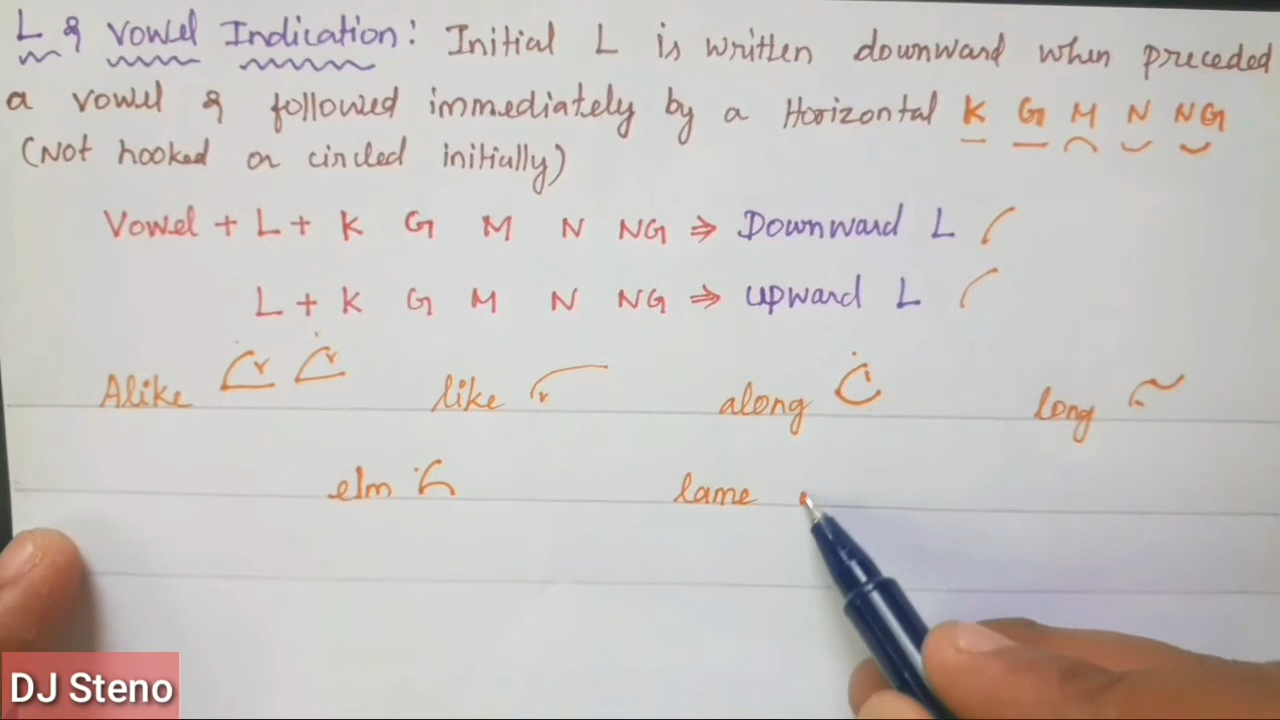 L & Vowel Indication: Initial L is written downward when preceded
a vowel & followed immediately by a Horizontal K G M N NG
(Not hooked or circled initially)
Vowel + L + K G M N NG ⇒ Downward L
L + K G M N NG ⇒ upward L
Alike like along long
elm lame
DJ Steno